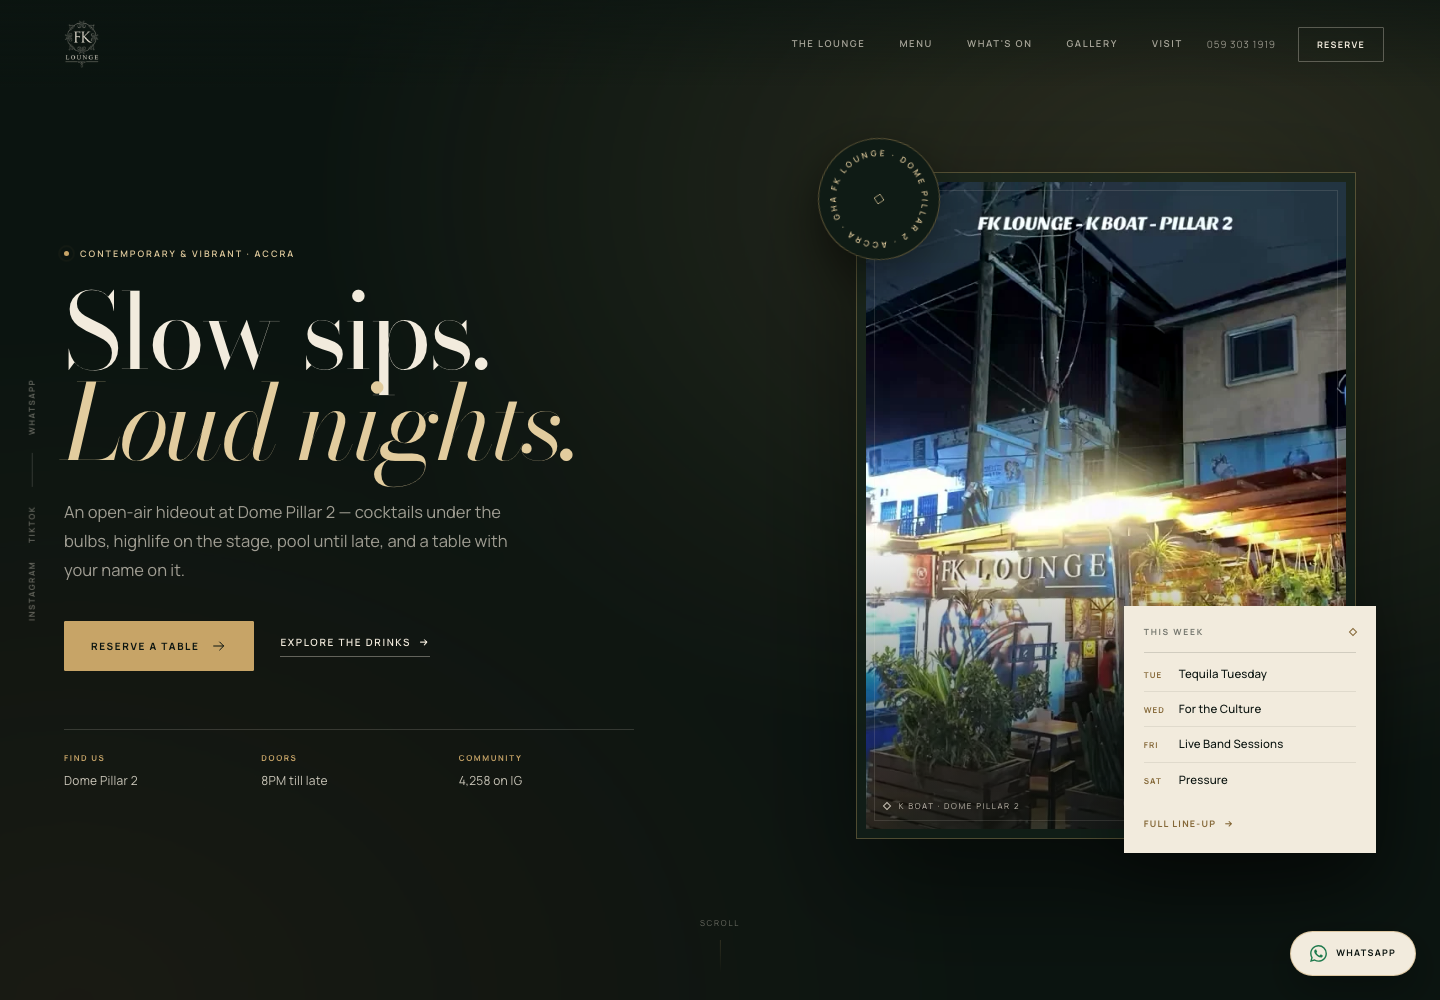 FK
LOUNGE
THE LOUNGE
MENU
WHAT'S ON
GALLERY
VISIT
059 303 1919
RESERVE
FK LOUNGE · DOME PILLAR 2 · ACCRA · GHA
FK LOUNGE - K BOAT - PILLAR 2
CONTEMPORARY & VIBRANT · ACCRA
Slow sips.
Loud nights.
WHATSAPP
TIKTOK
INSTAGRAM
An open-air hideout at Dome Pillar 2 — cocktails under the
bulbs, highlife on the stage, pool until late, and a table with
your name on it.
RESERVE A TABLE →
EXPLORE THE DRINKS →
FIND US
Dome Pillar 2
DOORS
8PM till late
COMMUNITY
4,258 on IG
FK LOUNGE
K BOAT · DOME PILLAR 2
THIS WEEK
TUE Tequila Tuesday
WED For the Culture
FRI Live Band Sessions
SAT Pressure
FULL LINE-UP →
SCROLL
WHATSAPP